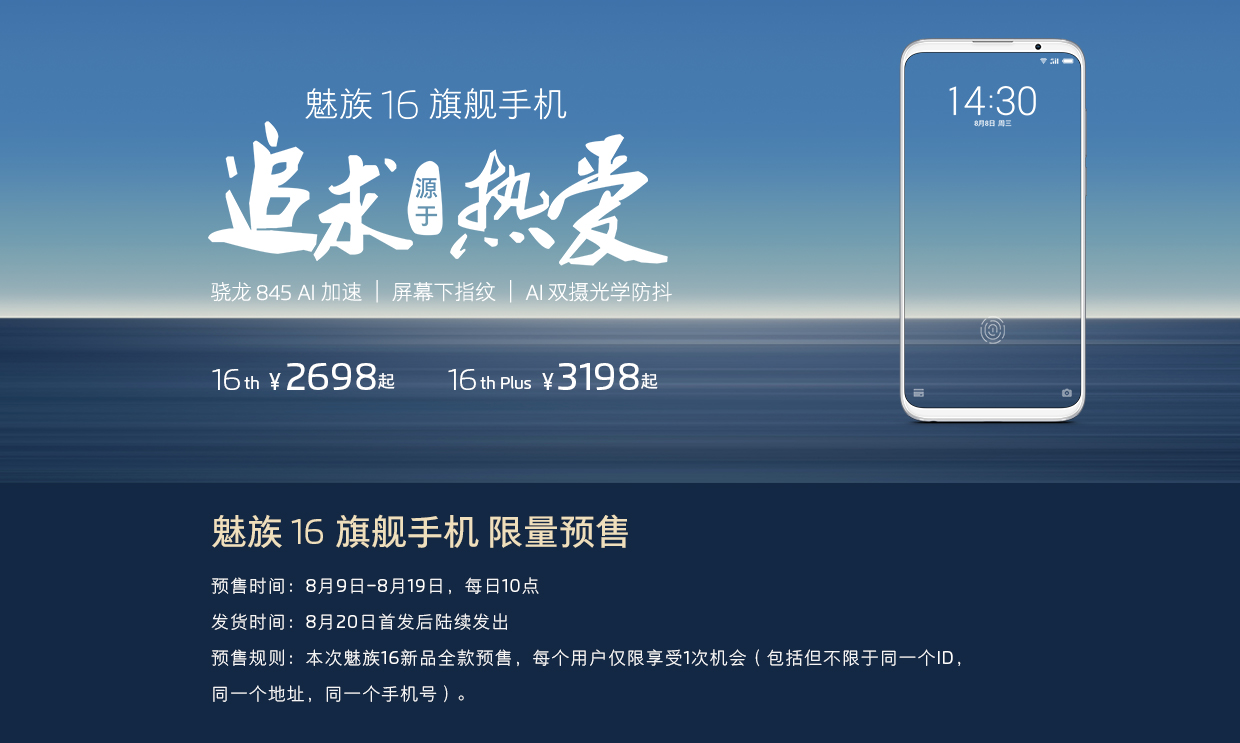 魅族 16 旗舰手机
追求源于热爱
骁龙 845 AI 加速｜屏幕下指纹｜AI 双摄光学防抖
16th ¥2698起 16th Plus ¥3198起
14:30
8月8日 周三
魅族 16 旗舰手机 限量预售
预售时间：8月9日-8月19日，每日10点
发货时间：8月20日首发后陆续发出
预售规则：本次魅族16新品全款预售，每个用户仅限享受1次机会（包括但不限于同一个ID，
同一个地址，同一个手机号）。